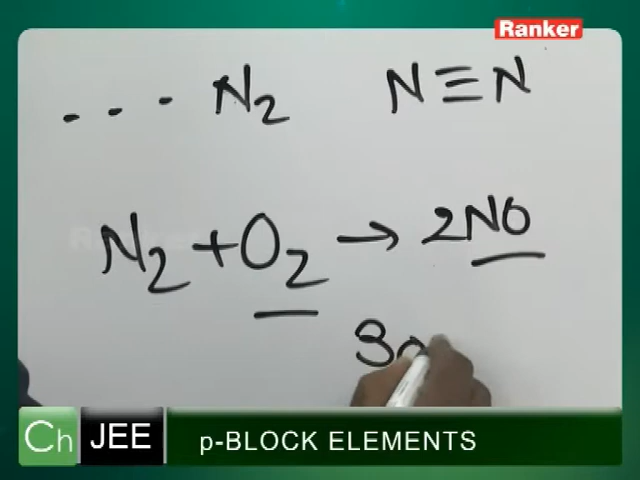 Ranker
... N₂ N≡N
N₂+O₂→2NO
Ch JEE p-BLOCK ELEMENTS